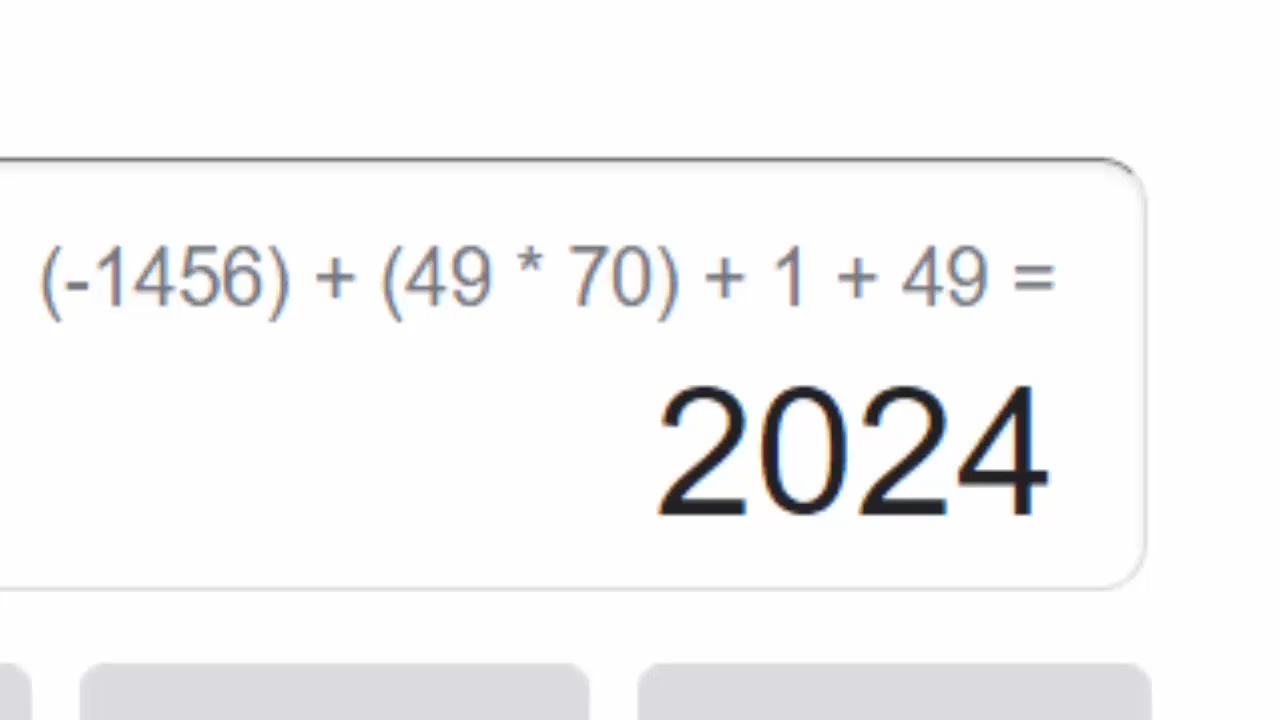 (-1456) + (49 * 70) + 1 + 49 =
2024